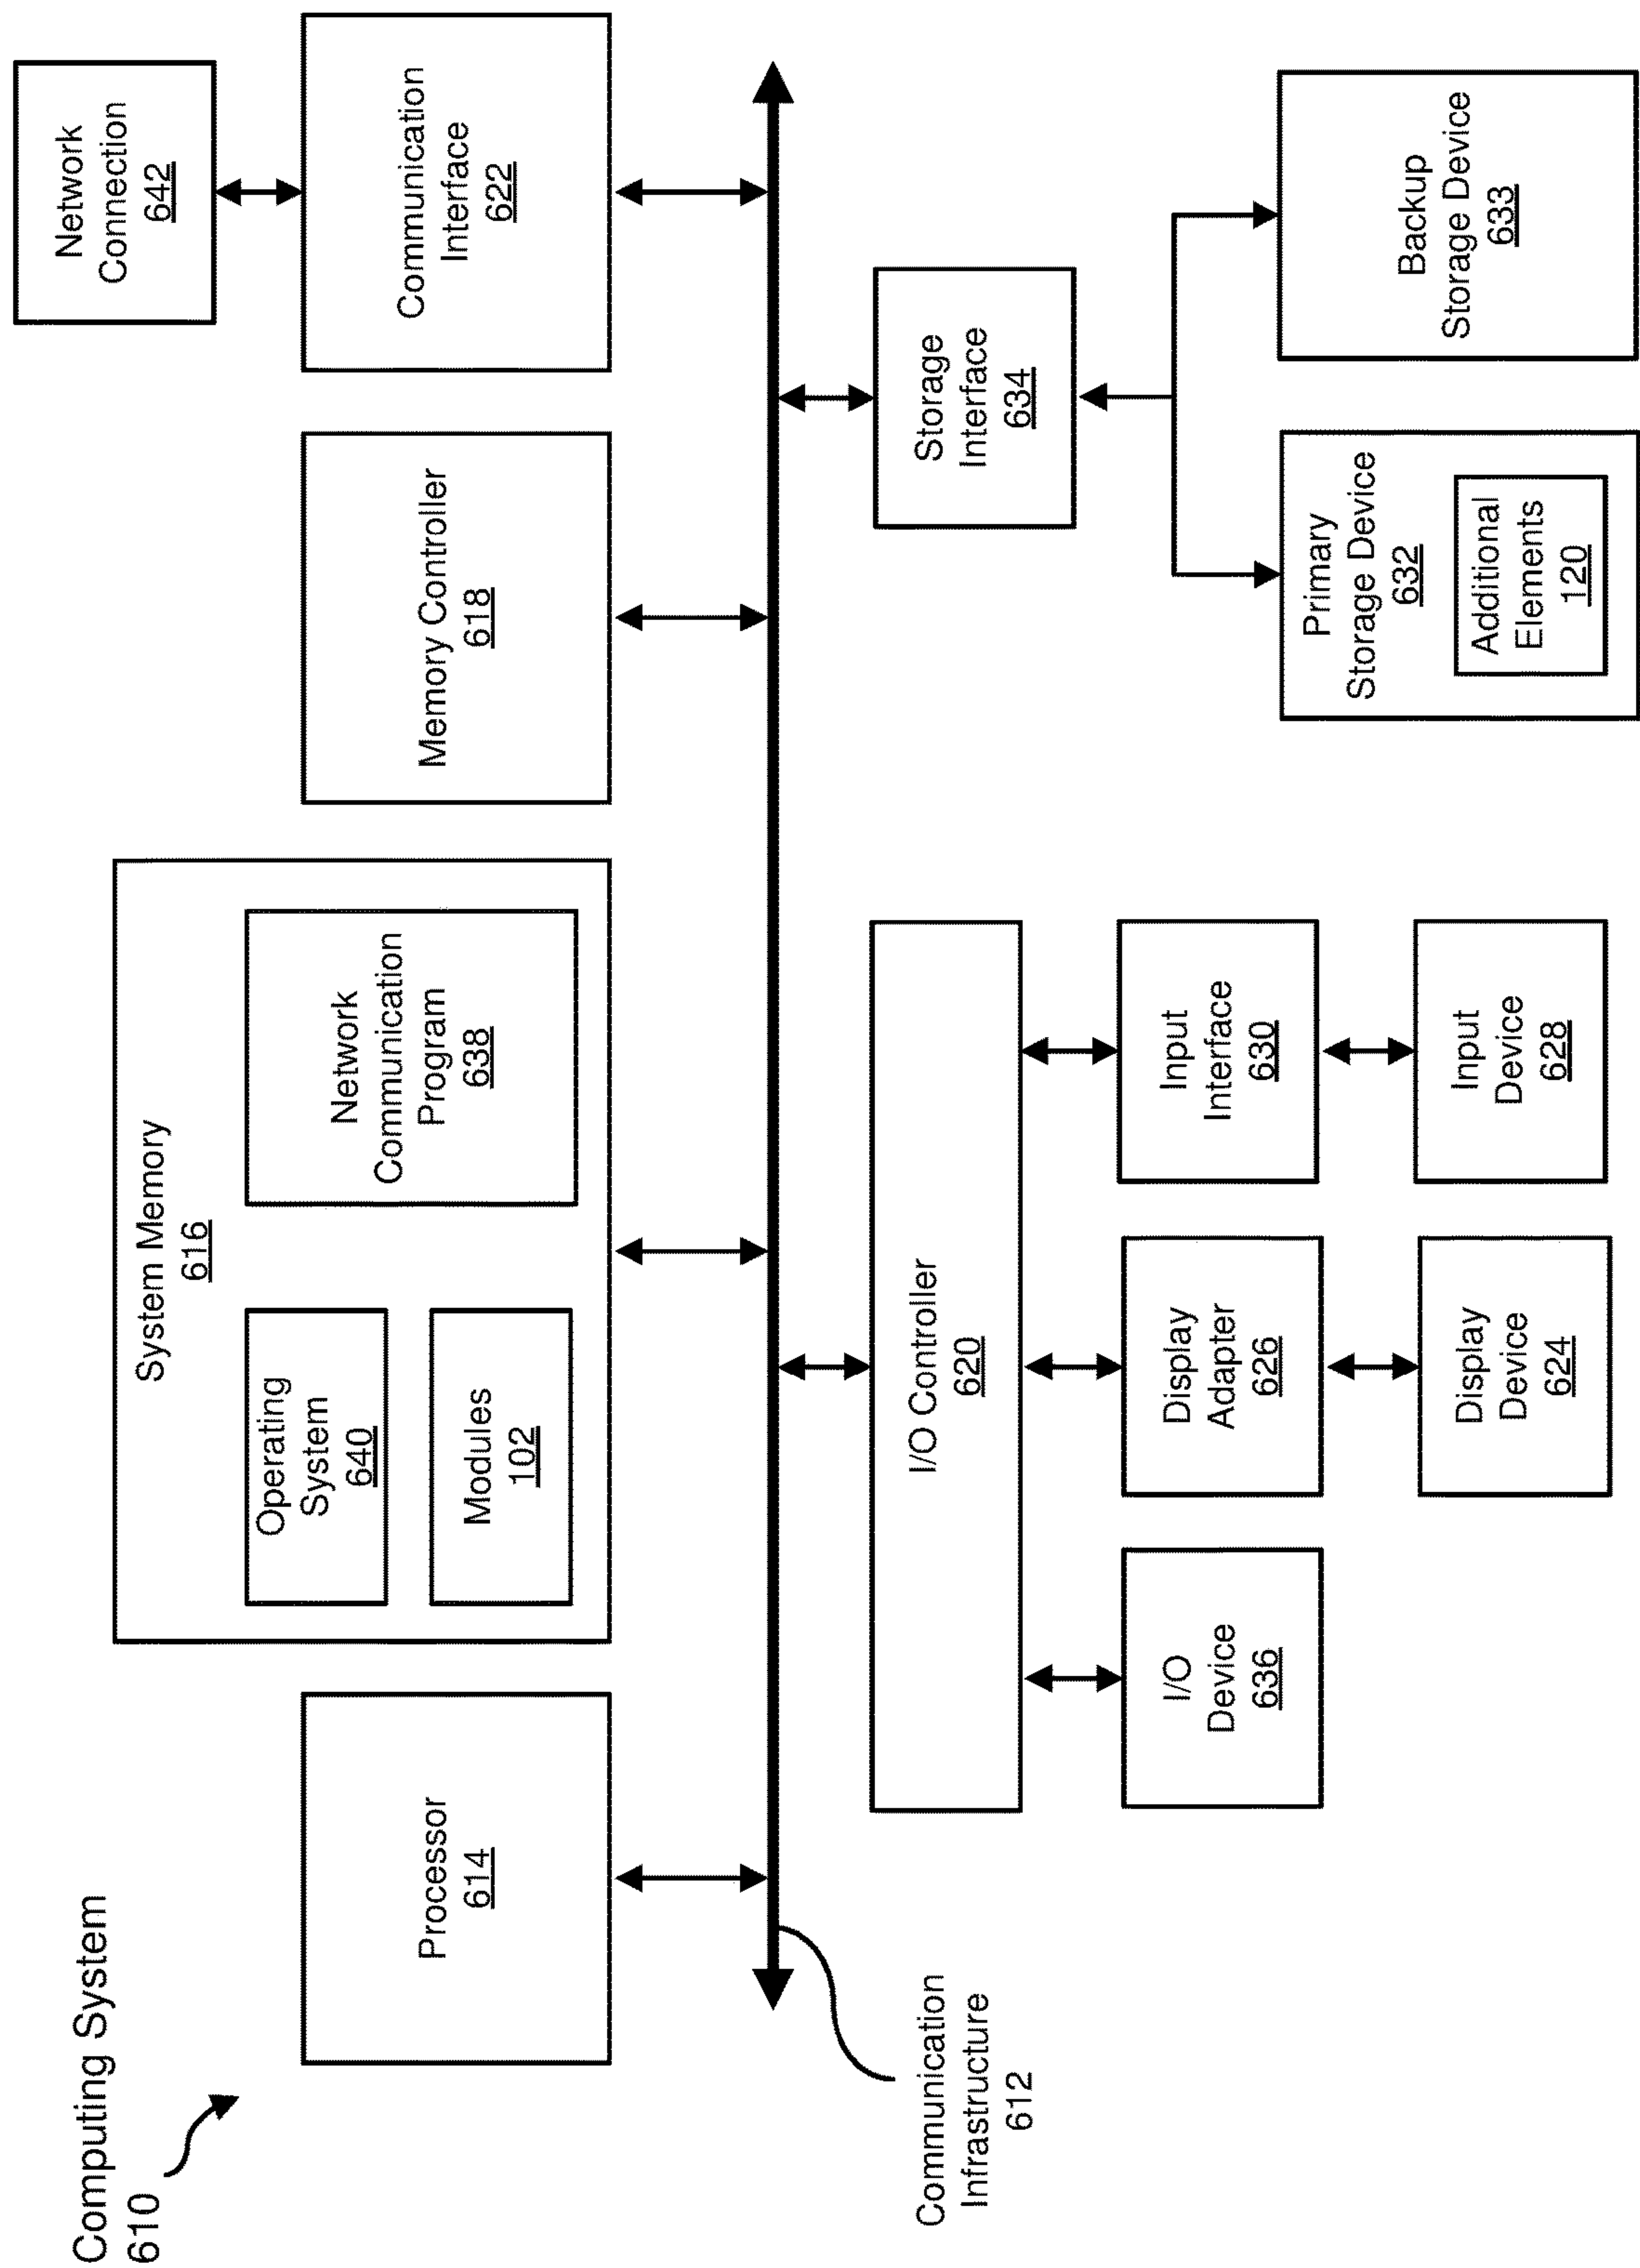 Computing System
610
Processor
614
System Memory
616
Operating
System
640
Modules
102
Network
Communication
Program
638
Memory Controller
618
Network
Connection
642
Communication
Interface
622
Communication
Infrastructure
612
I/O Controller
620
Storage
Interface
634
I/O
Device
636
Display
Adapter
626
Input
Interface
630
Display
Device
624
Input
Device
628
Primary
Storage Device
632
Additional
Elements
120
Backup
Storage Device
633